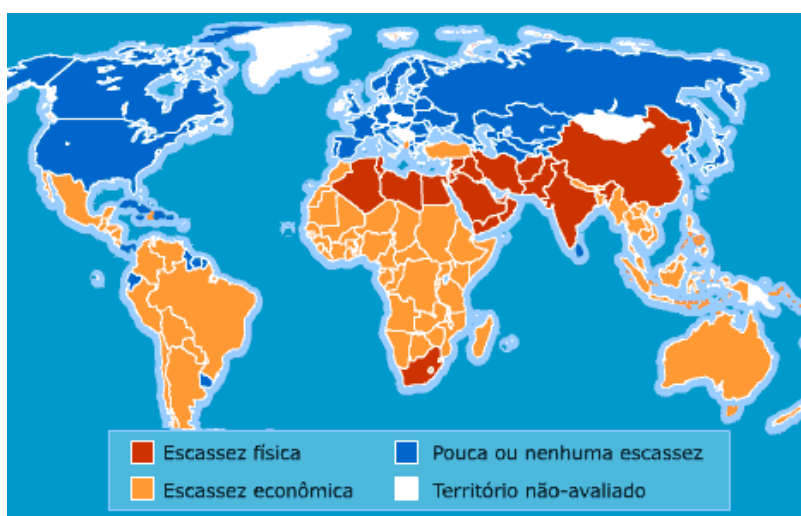 Escassez física
Pouca ou nenhuma escassez
Escassez econômica
Território não-avaliado